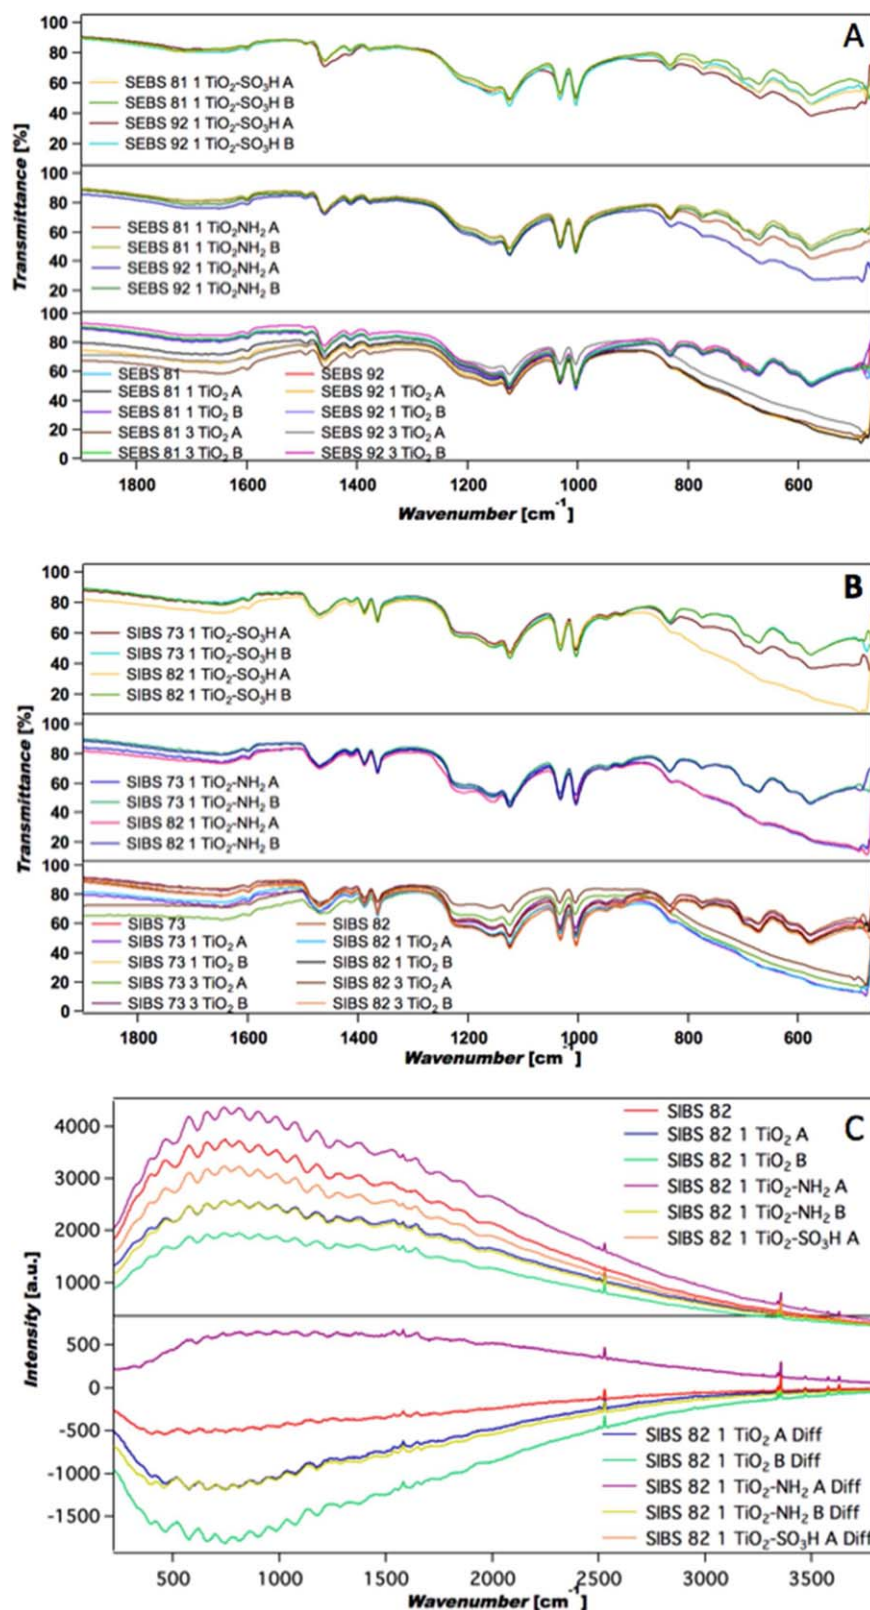 A
100
80
60
40
20
SEBS 81 1 TiO₂-SO₃H A
SEBS 81 1 TiO₂-SO₃H B
SEBS 92 1 TiO₂-SO₃H A
SEBS 92 1 TiO₂-SO₃H B
100
80
60
40
20
SEBS 81 1 TiO₂NH₂ A
SEBS 81 1 TiO₂NH₂ B
SEBS 92 1 TiO₂NH₂ A
SEBS 92 1 TiO₂NH₂ B
Transmittance [%]
100
80
60
40
20
0
SEBS 81 SEBS 92
SEBS 81 1 TiO₂ A SEBS 92 1 TiO₂ A
SEBS 81 1 TiO₂ B SEBS 92 1 TiO₂ B
SEBS 81 3 TiO₂ A SEBS 92 3 TiO₂ A
SEBS 81 3 TiO₂ B SEBS 92 3 TiO₂ B
1800 1600 1400 1200 1000 800 600
Wavenumber [cm⁻¹]
B
100
80
60
40
20
SIBS 73 1 TiO₂-SO₃H A
SIBS 73 1 TiO₂-SO₃H B
SIBS 82 1 TiO₂-SO₃H A
SIBS 82 1 TiO₂-SO₃H B
100
80
60
40
20
SIBS 73 1 TiO₂-NH₂ A
SIBS 73 1 TiO₂-NH₂ B
SIBS 82 1 TiO₂-NH₂ A
SIBS 82 1 TiO₂-NH₂ B
Transmittance [%]
100
80
60
40
20
0
SIBS 73 SIBS 82
SIBS 73 1 TiO₂ A SIBS 82 1 TiO₂ A
SIBS 73 1 TiO₂ B SIBS 82 1 TiO₂ B
SIBS 73 3 TiO₂ A SIBS 82 3 TiO₂ A
SIBS 73 3 TiO₂ B SIBS 82 3 TiO₂ B
1800 1600 1400 1200 1000 800 600
Wavenumber [cm⁻¹]
C
4000
3000
2000
1000
SIBS 82
SIBS 82 1 TiO₂ A
SIBS 82 1 TiO₂ B
SIBS 82 1 TiO₂-NH₂ A
SIBS 82 1 TiO₂-NH₂ B
SIBS 82 1 TiO₂-SO₃H A
Intensity [a.u.]
500
0
-500
-1000
-1500
SIBS 82 1 TiO₂ A Diff
SIBS 82 1 TiO₂ B Diff
SIBS 82 1 TiO₂-NH₂ A Diff
SIBS 82 1 TiO₂-NH₂ B Diff
SIBS 82 1 TiO₂-SO₃H A Diff
500 1000 1500 2000 2500 3000 3500
Wavenumber [cm⁻¹]